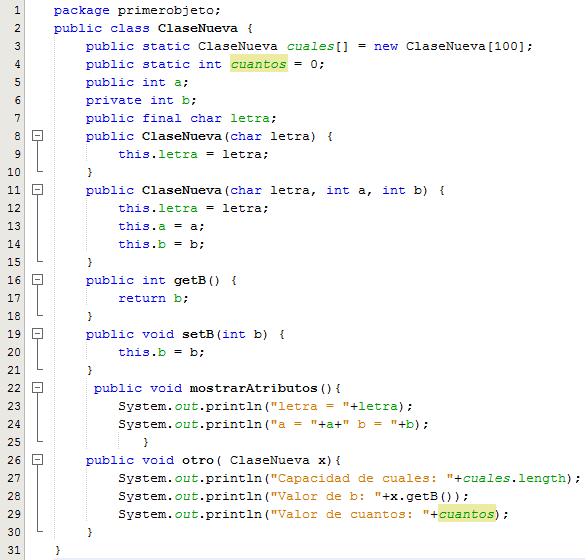 1 package primerobjeto;
2 public class ClaseNueva {
3 public static ClaseNueva cuales[] = new ClaseNueva[100];
4 public static int cuantos = 0;
5 public int a;
6 private int b;
7 public final char letra;
8 public ClaseNueva(char letra) {
9 this.letra = letra;
10 }
11 public ClaseNueva(char letra, int a, int b) {
12 this.letra = letra;
13 this.a = a;
14 this.b = b;
15 }
16 public int getB() {
17 return b;
18 }
19 public void setB(int b) {
20 this.b = b;
21 }
22 public void mostrarAtributos(){
23 System.out.println("letra = "+letra);
24 System.out.println("a = "+a+" b = "+b);
25 }
26 public void otro( ClaseNueva x){
27 System.out.println("Capacidad de cuales: "+cuales.length);
28 System.out.println("Valor de b: "+x.getB());
29 System.out.println("Valor de cuantos: "+cuantos);
30 }
31 }